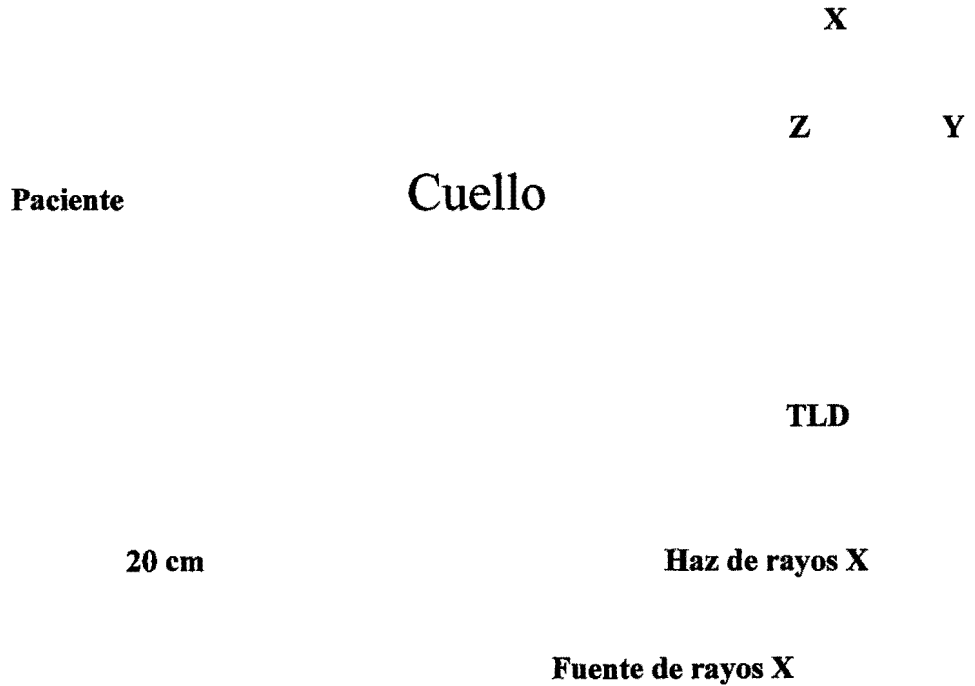 X
Z Y
Paciente Cuello
TLD
20 cm Haz de rayos X
Fuente de rayos X